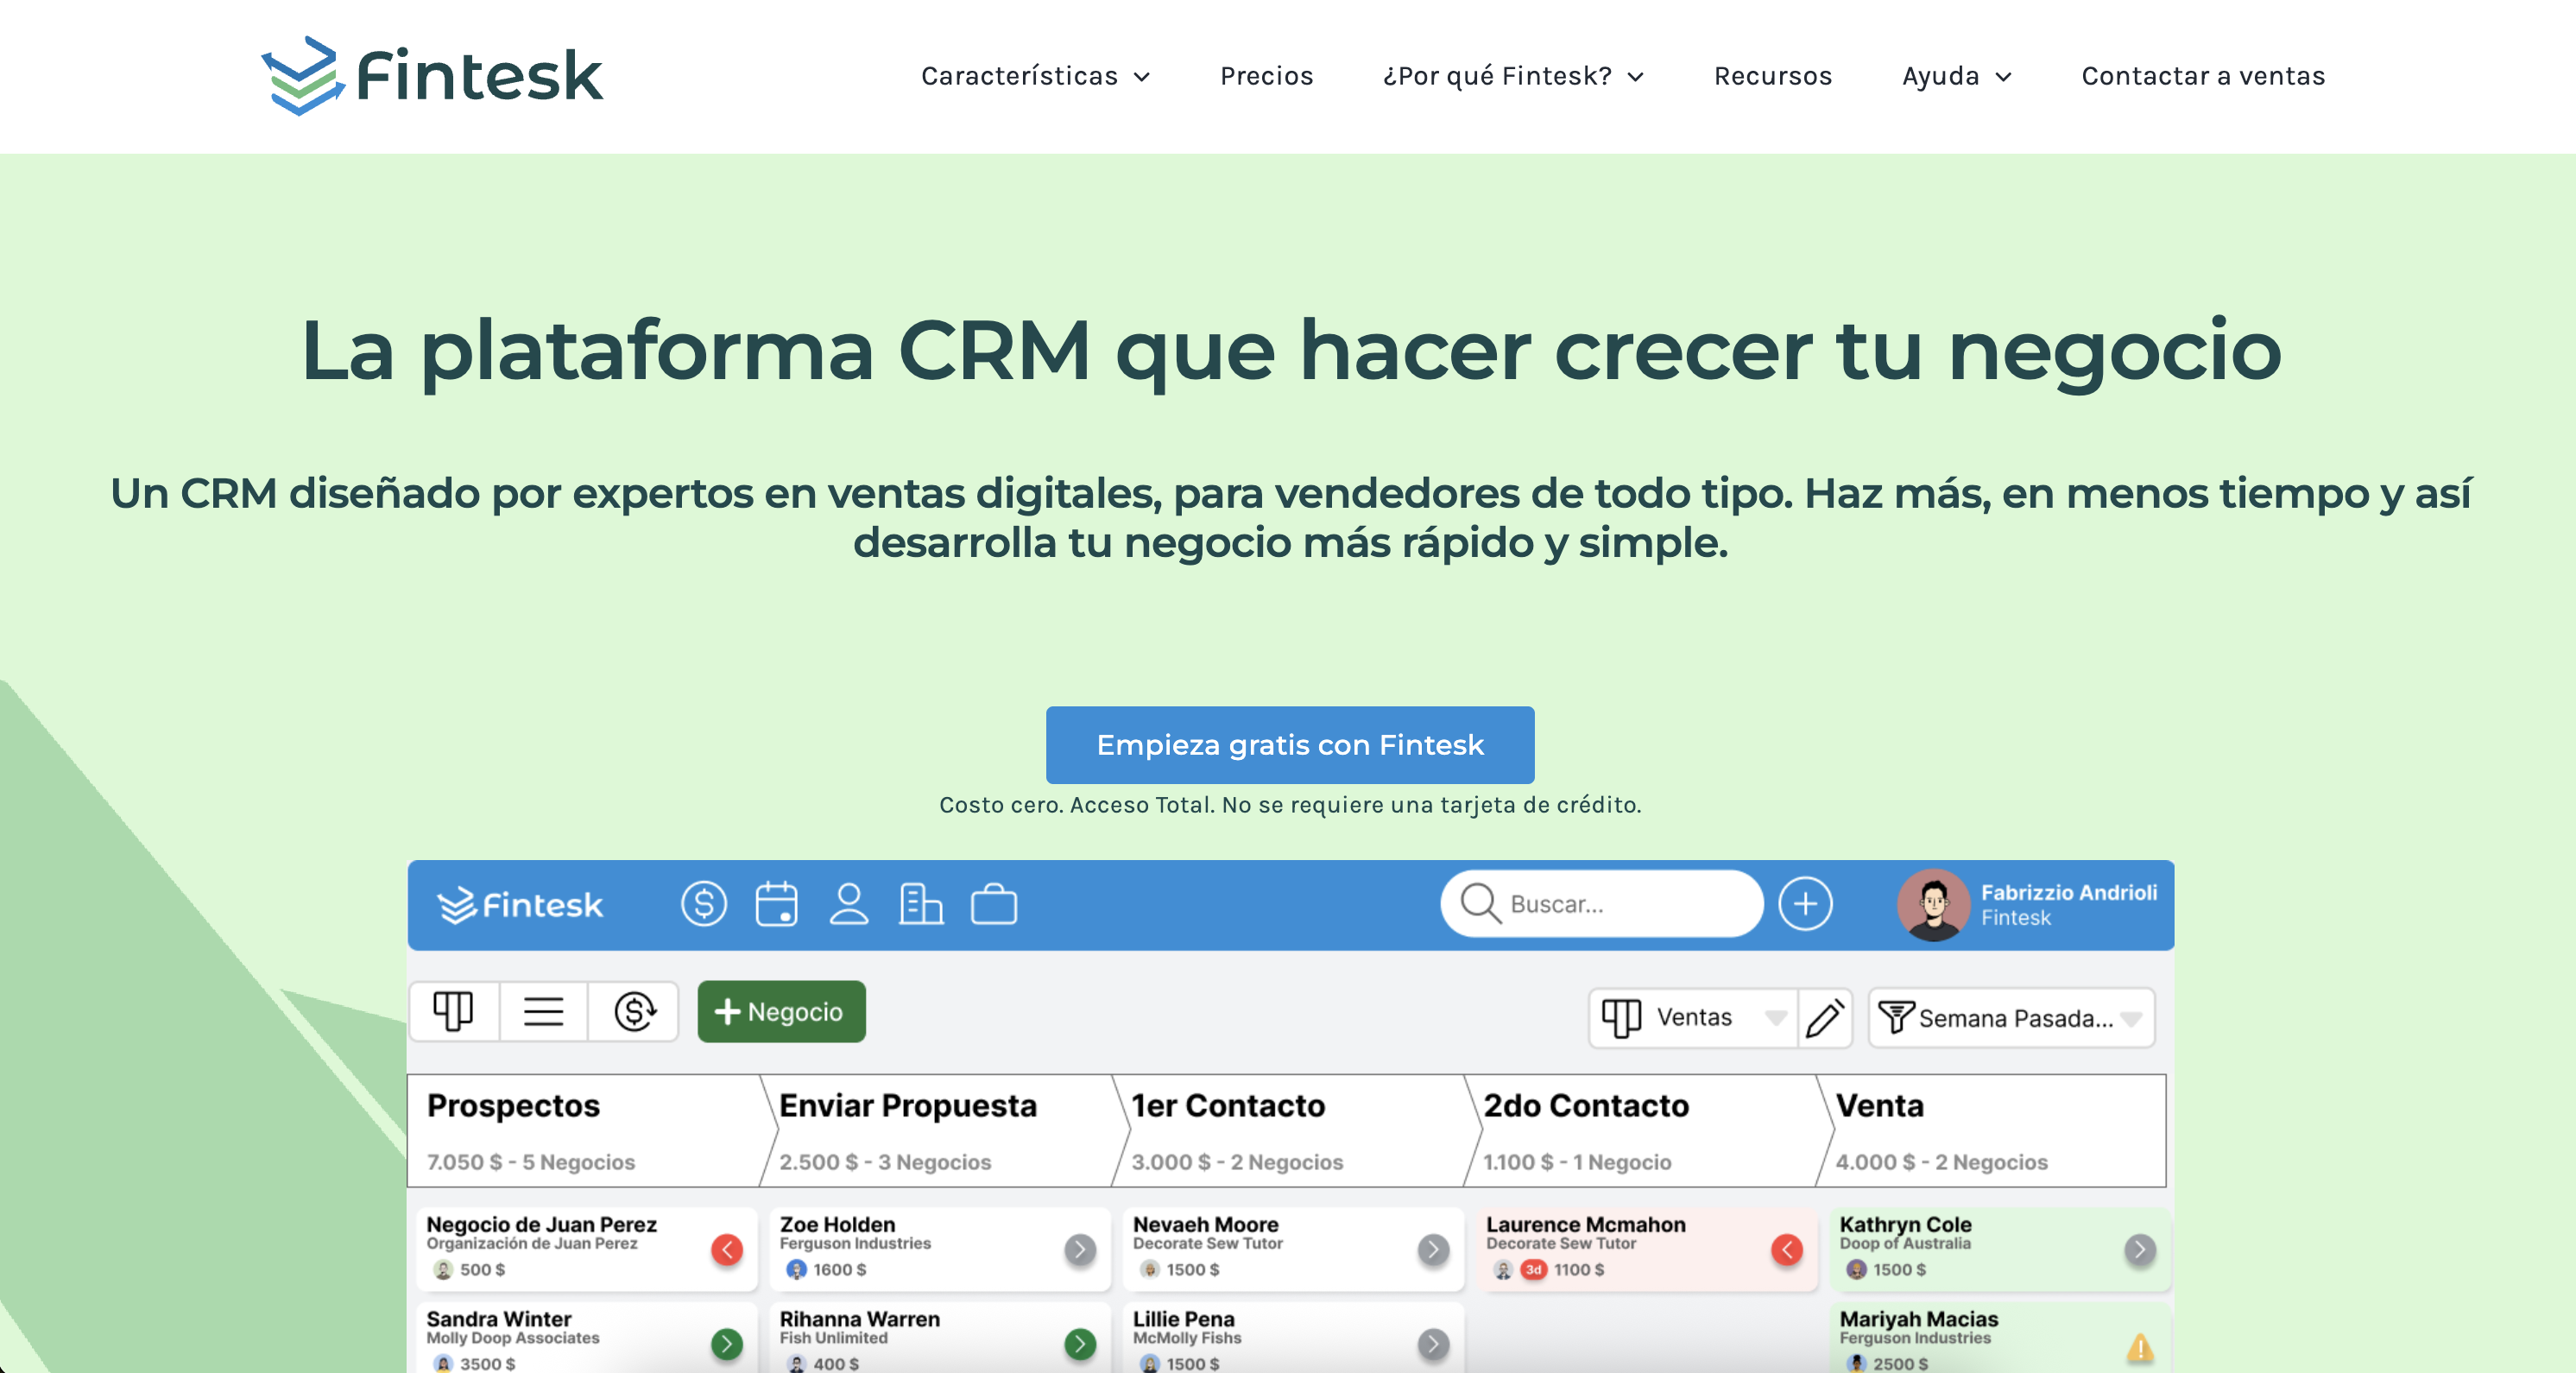 Fintesk
Características
Precios
¿Por qué Fintesk?
Recursos
Ayuda
Contactar a ventas
La plataforma CRM que hacer crecer tu negocio
Un CRM diseñado por expertos en ventas digitales, para vendedores de todo tipo. Haz más, en menos tiempo y así
desarrolla tu negocio más rápido y simple.
Empieza gratis con Fintesk
Costo cero. Acceso Total. No se requiere una tarjeta de crédito.
Fintesk
Buscar...
Fabrizzio Andrioli
Fintesk
+ Negocio
Ventas
Semana Pasada...
Prospectos
7.050 $ - 5 Negocios
Enviar Propuesta
2.500 $ - 3 Negocios
1er Contacto
3.000 $ - 2 Negocios
2do Contacto
1.100 $ - 1 Negocio
Venta
4.000 $ - 2 Negocios
Negocio de Juan Perez
Organización de Juan Perez
500 $
Zoe Holden
Ferguson Industries
1600 $
Nevaeh Moore
Decorate Sew Tutor
1500 $
Laurence Mcmahon
Decorate Sew Tutor
3d 1100 $
Kathryn Cole
Doop of Australia
1500 $
Sandra Winter
Molly Doop Associates
3500 $
Rihanna Warren
Fish Unlimited
400 $
Lillie Pena
McMolly Fishs
1500 $
Mariyah Macias
Ferguson Industries
2500 $